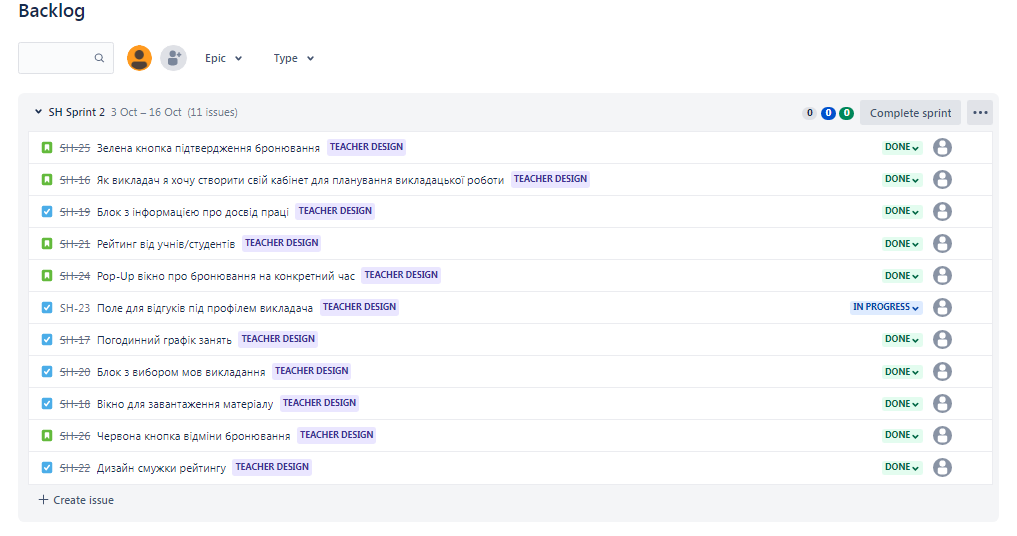 Backlog
Epic Type
SH Sprint 2 3 Oct – 16 Oct (11 issues) 0 0 0 Complete sprint
SH-25 Зелена кнопка підтвердження бронювання TEACHER DESIGN DONE
SH-16 Як викладач я хочу створити свій кабінет для планування викладацької роботи TEACHER DESIGN DONE
SH-19 Блок з інформацією про досвід праці TEACHER DESIGN DONE
SH-21 Рейтинг від учнів/студентів TEACHER DESIGN DONE
SH-24 Pop-Up вікно про бронювання на конкретний час TEACHER DESIGN DONE
SH-23 Поле для відгуків під профілем викладача TEACHER DESIGN IN PROGRESS
SH-17 Погодинний графік занять TEACHER DESIGN DONE
SH-20 Блок з вибором мов викладання TEACHER DESIGN DONE
SH-18 Вікно для завантаження матеріалу TEACHER DESIGN DONE
SH-26 Червона кнопка відміни бронювання TEACHER DESIGN DONE
SH-22 Дизайн смужки рейтингу TEACHER DESIGN DONE
+ Create issue